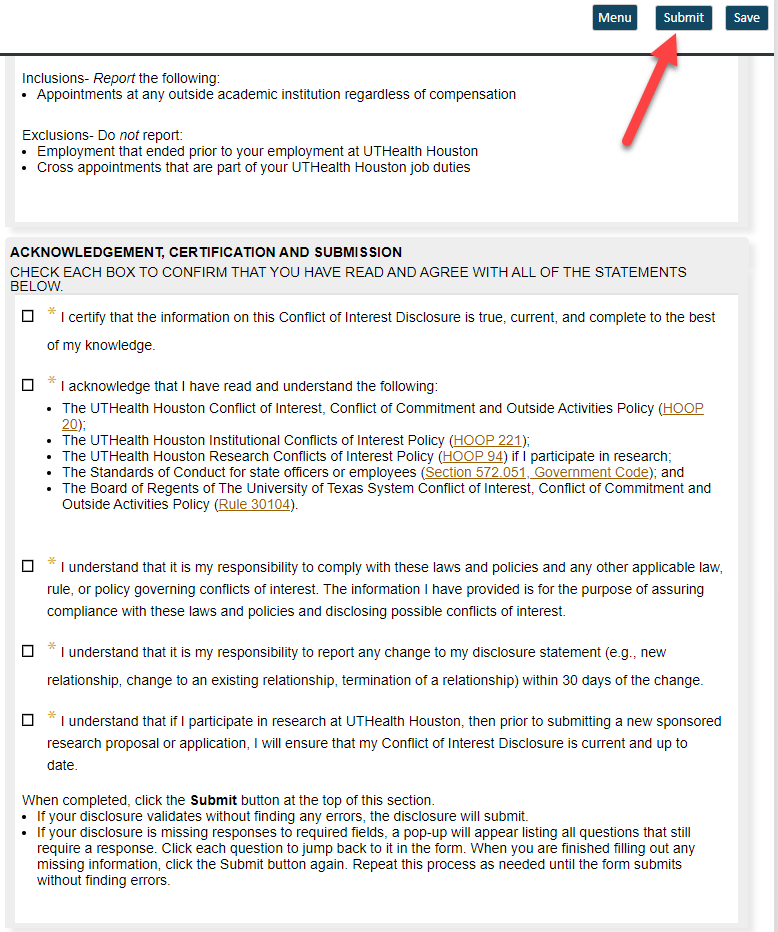 Menu Submit Save
Inclusions- Report the following:
• Appointments at any outside academic institution regardless of compensation
Exclusions- Do not report:
• Employment that ended prior to your employment at UTHealth Houston
• Cross appointments that are part of your UTHealth Houston job duties
ACKNOWLEDGEMENT, CERTIFICATION AND SUBMISSION
CHECK EACH BOX TO CONFIRM THAT YOU HAVE READ AND AGREE WITH ALL OF THE STATEMENTS
BELOW.
* I certify that the information on this Conflict of Interest Disclosure is true, current, and complete to the best
of my knowledge.
* I acknowledge that I have read and understand the following:
• The UTHealth Houston Conflict of Interest, Conflict of Commitment and Outside Activities Policy (HOOP
20);
• The UTHealth Houston Institutional Conflicts of Interest Policy (HOOP 221);
• The UTHealth Houston Research Conflicts of Interest Policy (HOOP 94) if I participate in research;
• The Standards of Conduct for state officers or employees (Section 572.051, Government Code); and
• The Board of Regents of The University of Texas System Conflict of Interest, Conflict of Commitment and
Outside Activities Policy (Rule 30104).
* I understand that it is my responsibility to comply with these laws and policies and any other applicable law,
rule, or policy governing conflicts of interest. The information I have provided is for the purpose of assuring
compliance with these laws and policies and disclosing possible conflicts of interest.
* I understand that it is my responsibility to report any change to my disclosure statement (e.g., new
relationship, change to an existing relationship, termination of a relationship) within 30 days of the change.
* I understand that if I participate in research at UTHealth Houston, then prior to submitting a new sponsored
research proposal or application, I will ensure that my Conflict of Interest Disclosure is current and up to
date.
When completed, click the Submit button at the top of this section.
• If your disclosure validates without finding any errors, the disclosure will submit.
• If your disclosure is missing responses to required fields, a pop-up will appear listing all questions that still
require a response. Click each question to jump back to it in the form. When you are finished filling out any
missing information, click the Submit button again. Repeat this process as needed until the form submits
without finding errors.